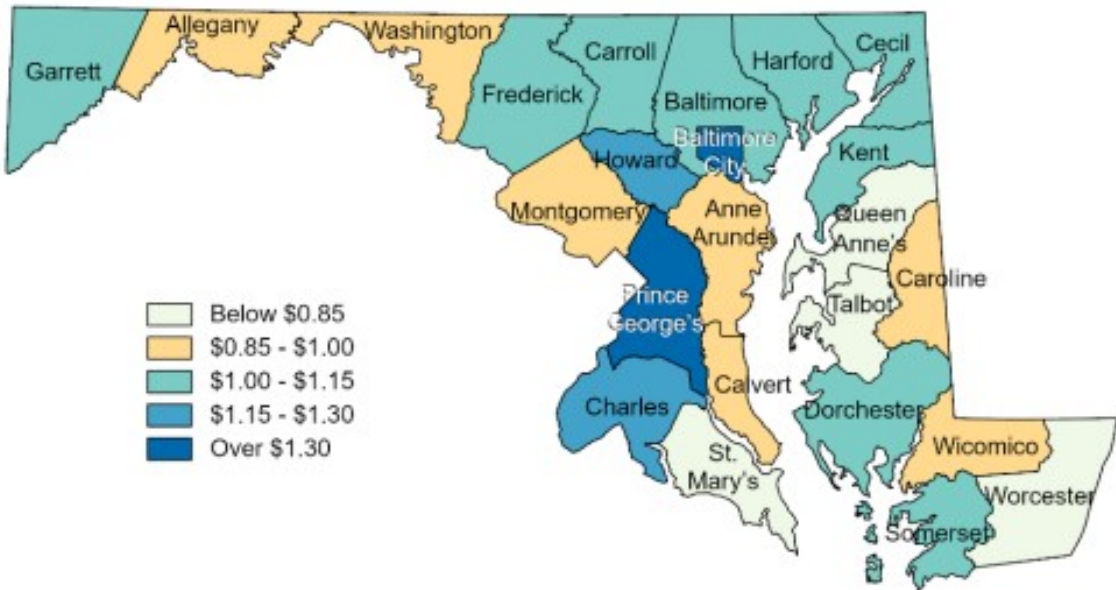 Garrett
Allegany
Washington
Frederick
Carroll
Baltimore
Harford
Cecil
Baltimore
City
Howard
Kent
Montgomery
Anne
Arundel
Queen
Anne's
Caroline
Prince
George's
Talbot
Below $0.85
$0.85 - $1.00
$1.00 - $1.15
$1.15 - $1.30
Over $1.30
Calvert
Charles
Dorchester
St.
Mary's
Wicomico
Worcester
Somerset